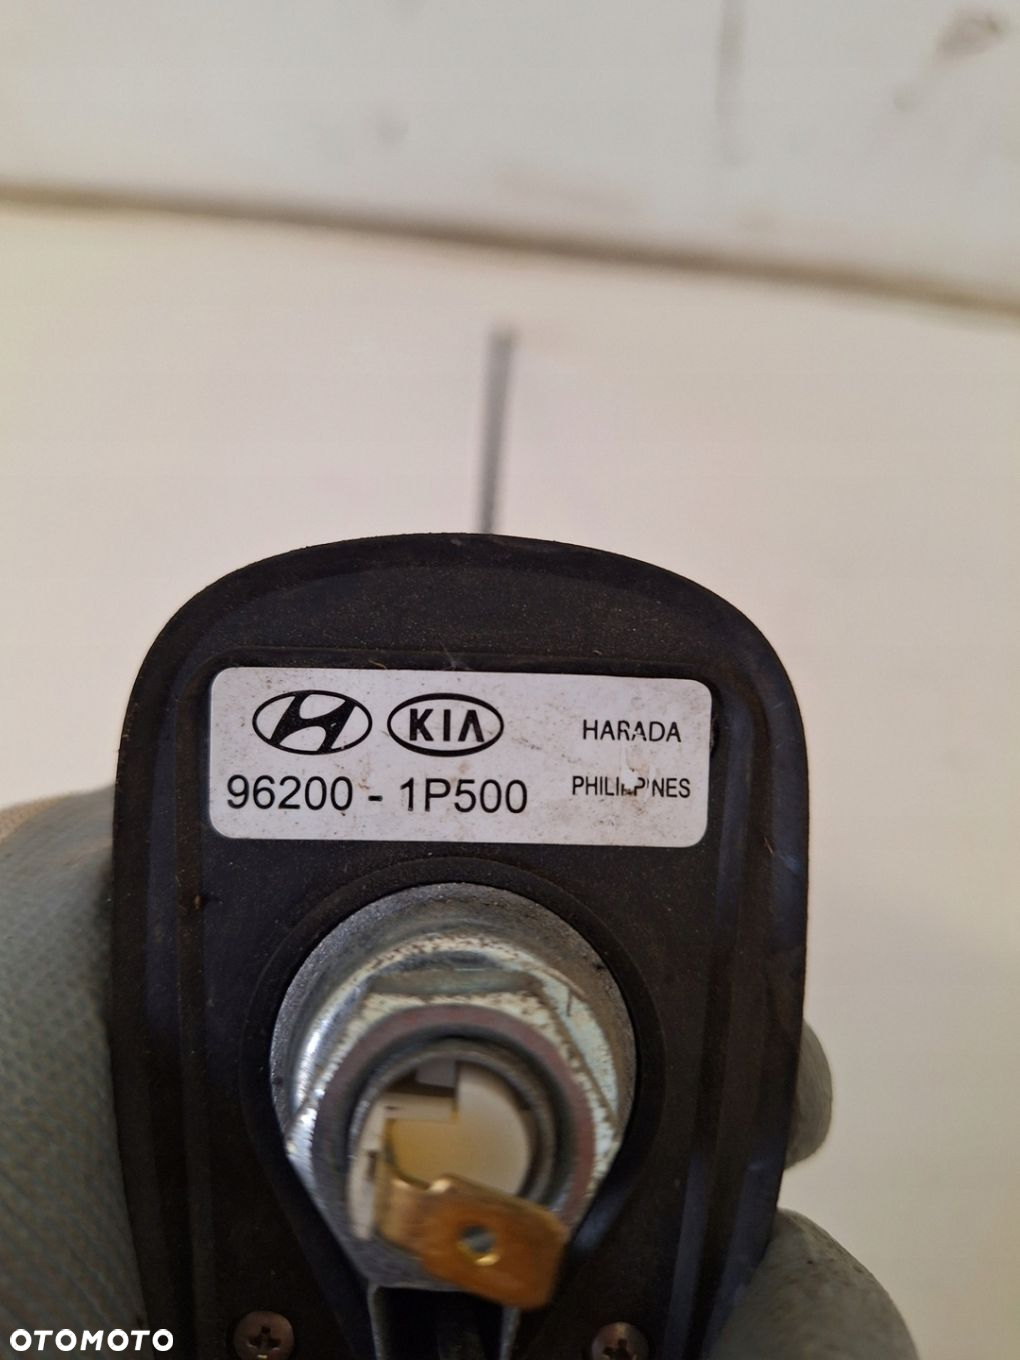 KIA HARADA
96200 - 1P500 PHILIPPINES
OTOMOTO